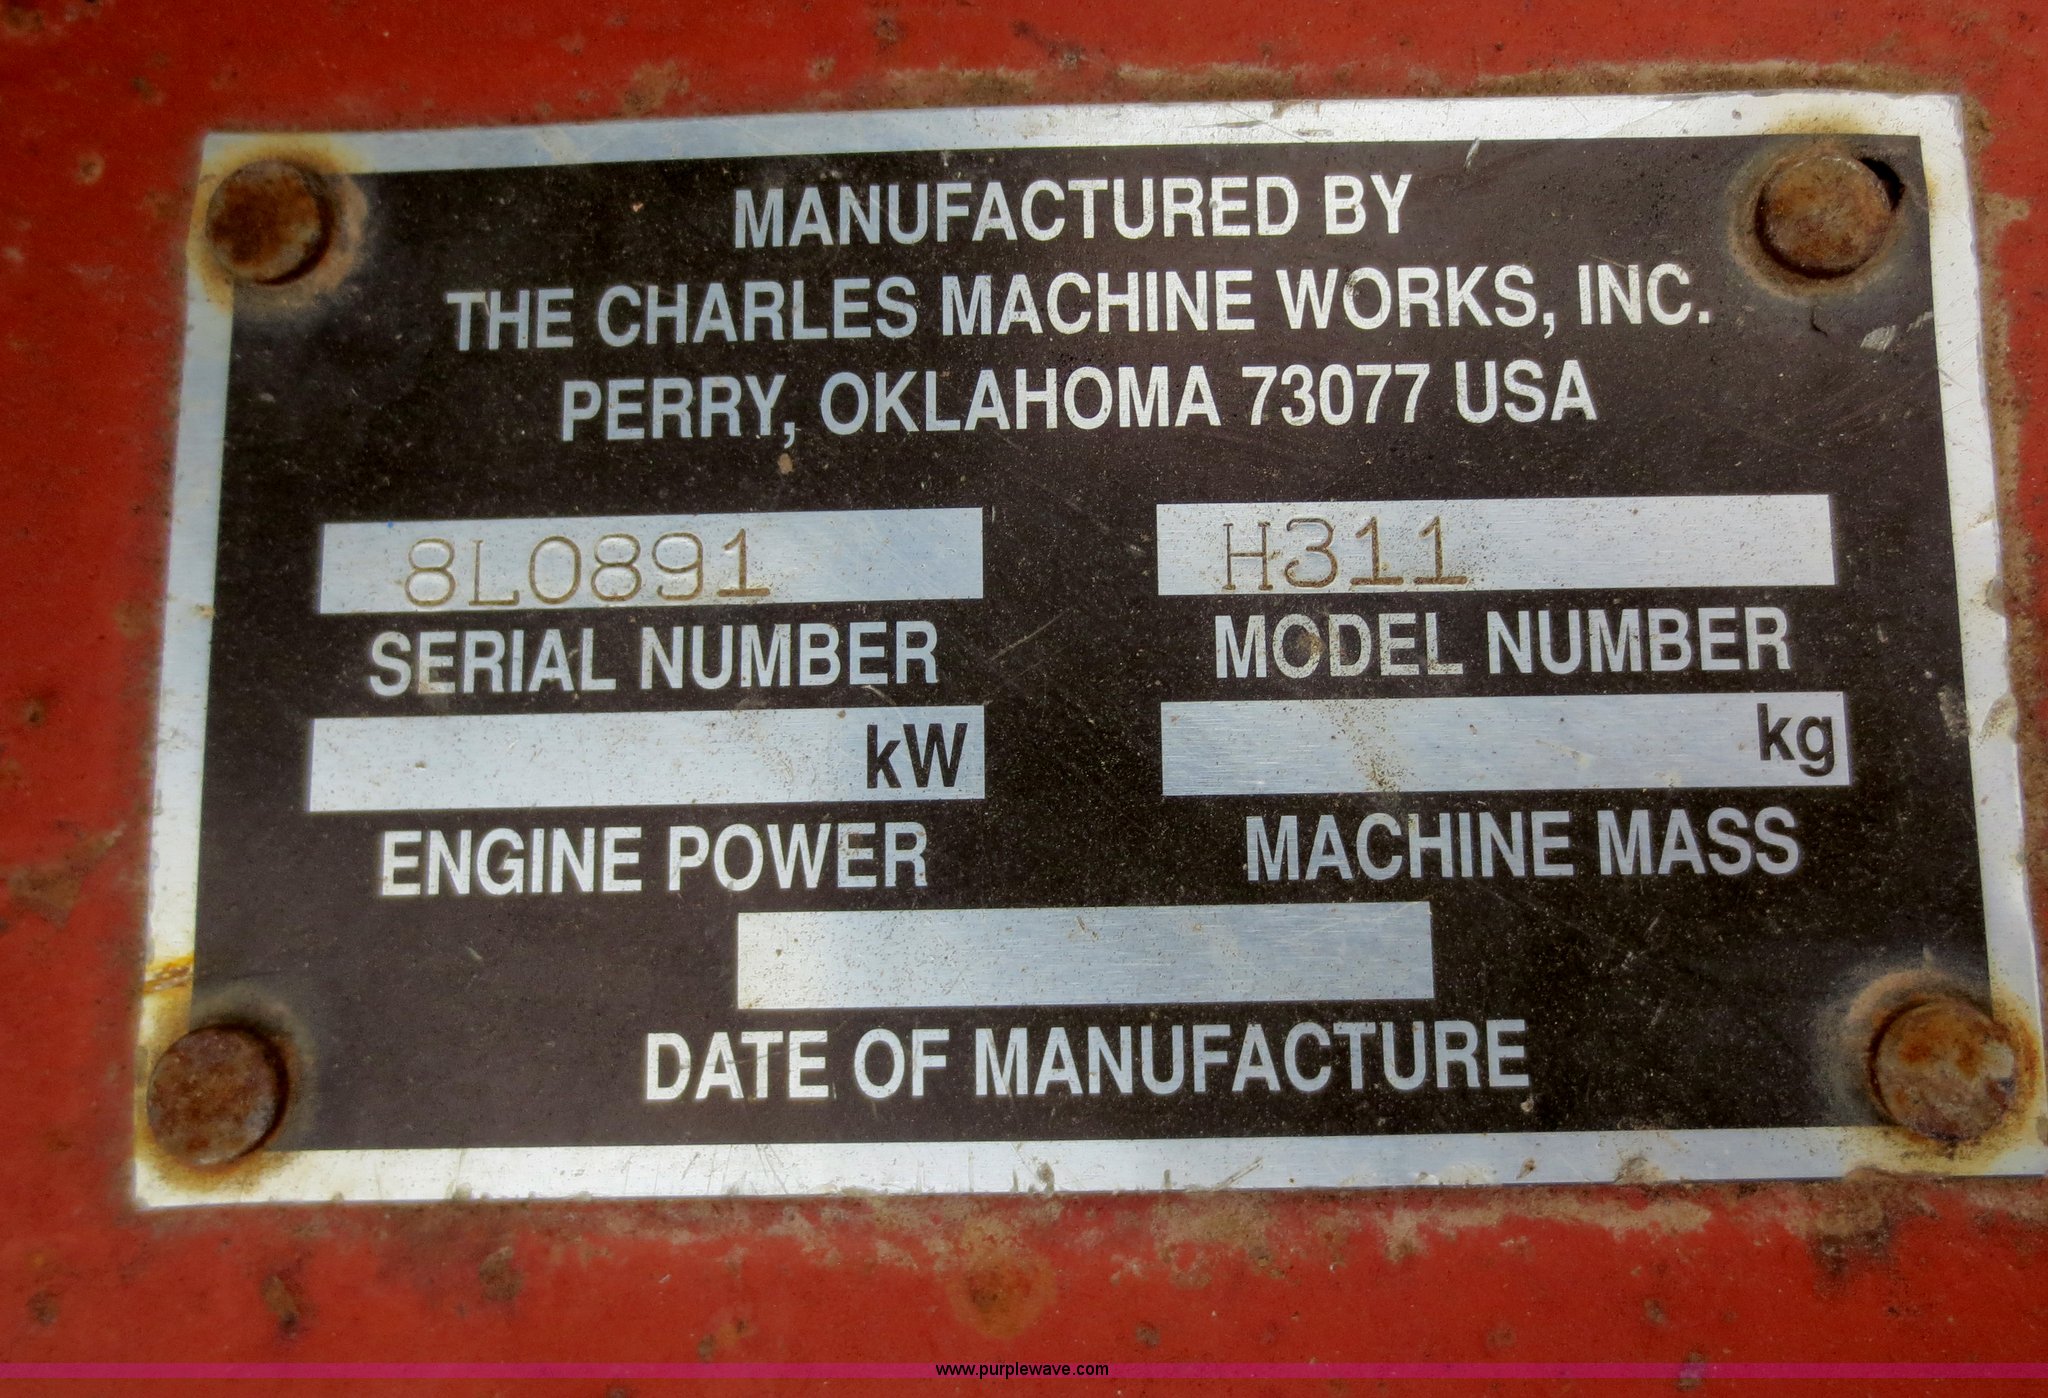 MANUFACTURED BY
THE CHARLES MACHINE WORKS, INC.
PERRY, OKLAHOMA 73077 USA
8L0891 H311
SERIAL NUMBER MODEL NUMBER
kW kg
ENGINE POWER MACHINE MASS
DATE OF MANUFACTURE
www.purplewave.com